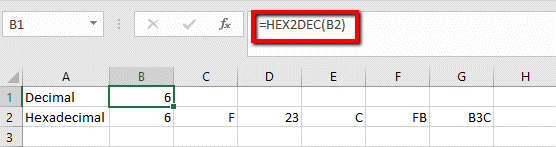 B1 fx =HEX2DEC(B2)
A B C D E F G H
1 Decimal 6
2 Hexadecimal 6 F 23 C FB B3C
3